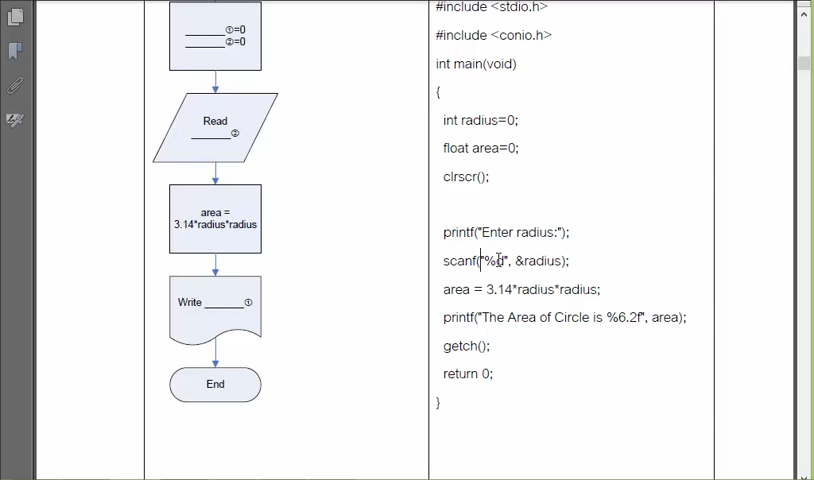 ______①=0
______②=0
Read
______②
area =
3.14*radius*radius
Write ______①
End
#include <stdio.h>
#include <conio.h>
int main(void)
{
int radius=0;
float area=0;
clrscr();
printf("Enter radius:");
scanf("%d", &radius);
area = 3.14*radius*radius;
printf("The Area of Circle is %6.2f", area);
getch();
return 0;
}